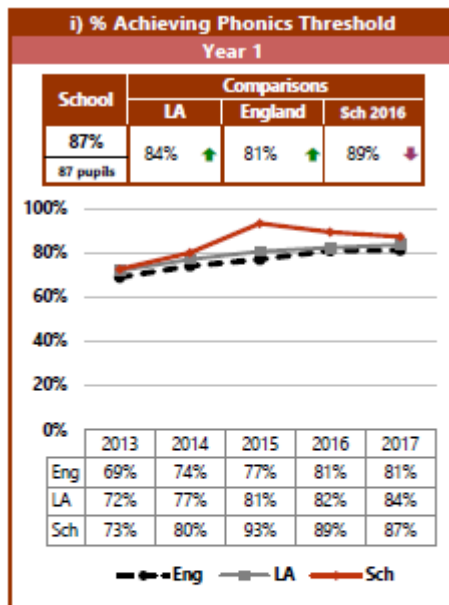 i) % Achieving Phonics Threshold
Year 1
School Comparisons
LA England Sch 2016
87% 84% 81% 89%
87 pupils
100%
80%
60%
40%
20%
0%
2013 2014 2015 2016 2017
Eng 69% 74% 77% 81% 81%
LA 72% 77% 81% 82% 84%
Sch 73% 80% 93% 89% 87%
Eng LA Sch